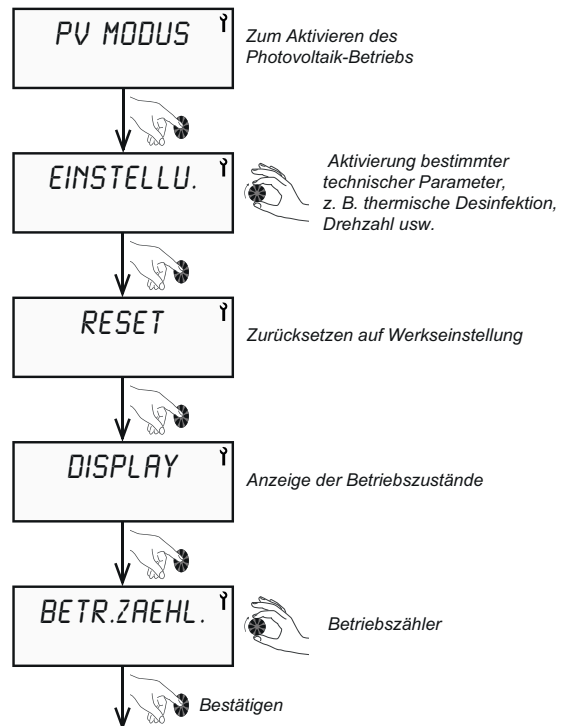 PV MODUS
Zum Aktivieren des
Photovoltaik-Betriebs
EINSTELLU.
Aktivierung bestimmter
technischer Parameter,
z. B. thermische Desinfektion,
Drehzahl usw.
RESET
Zurücksetzen auf Werkseinstellung
DISPLAY
Anzeige der Betriebszustände
BETR.ZAEHL.
Betriebszähler
Bestätigen